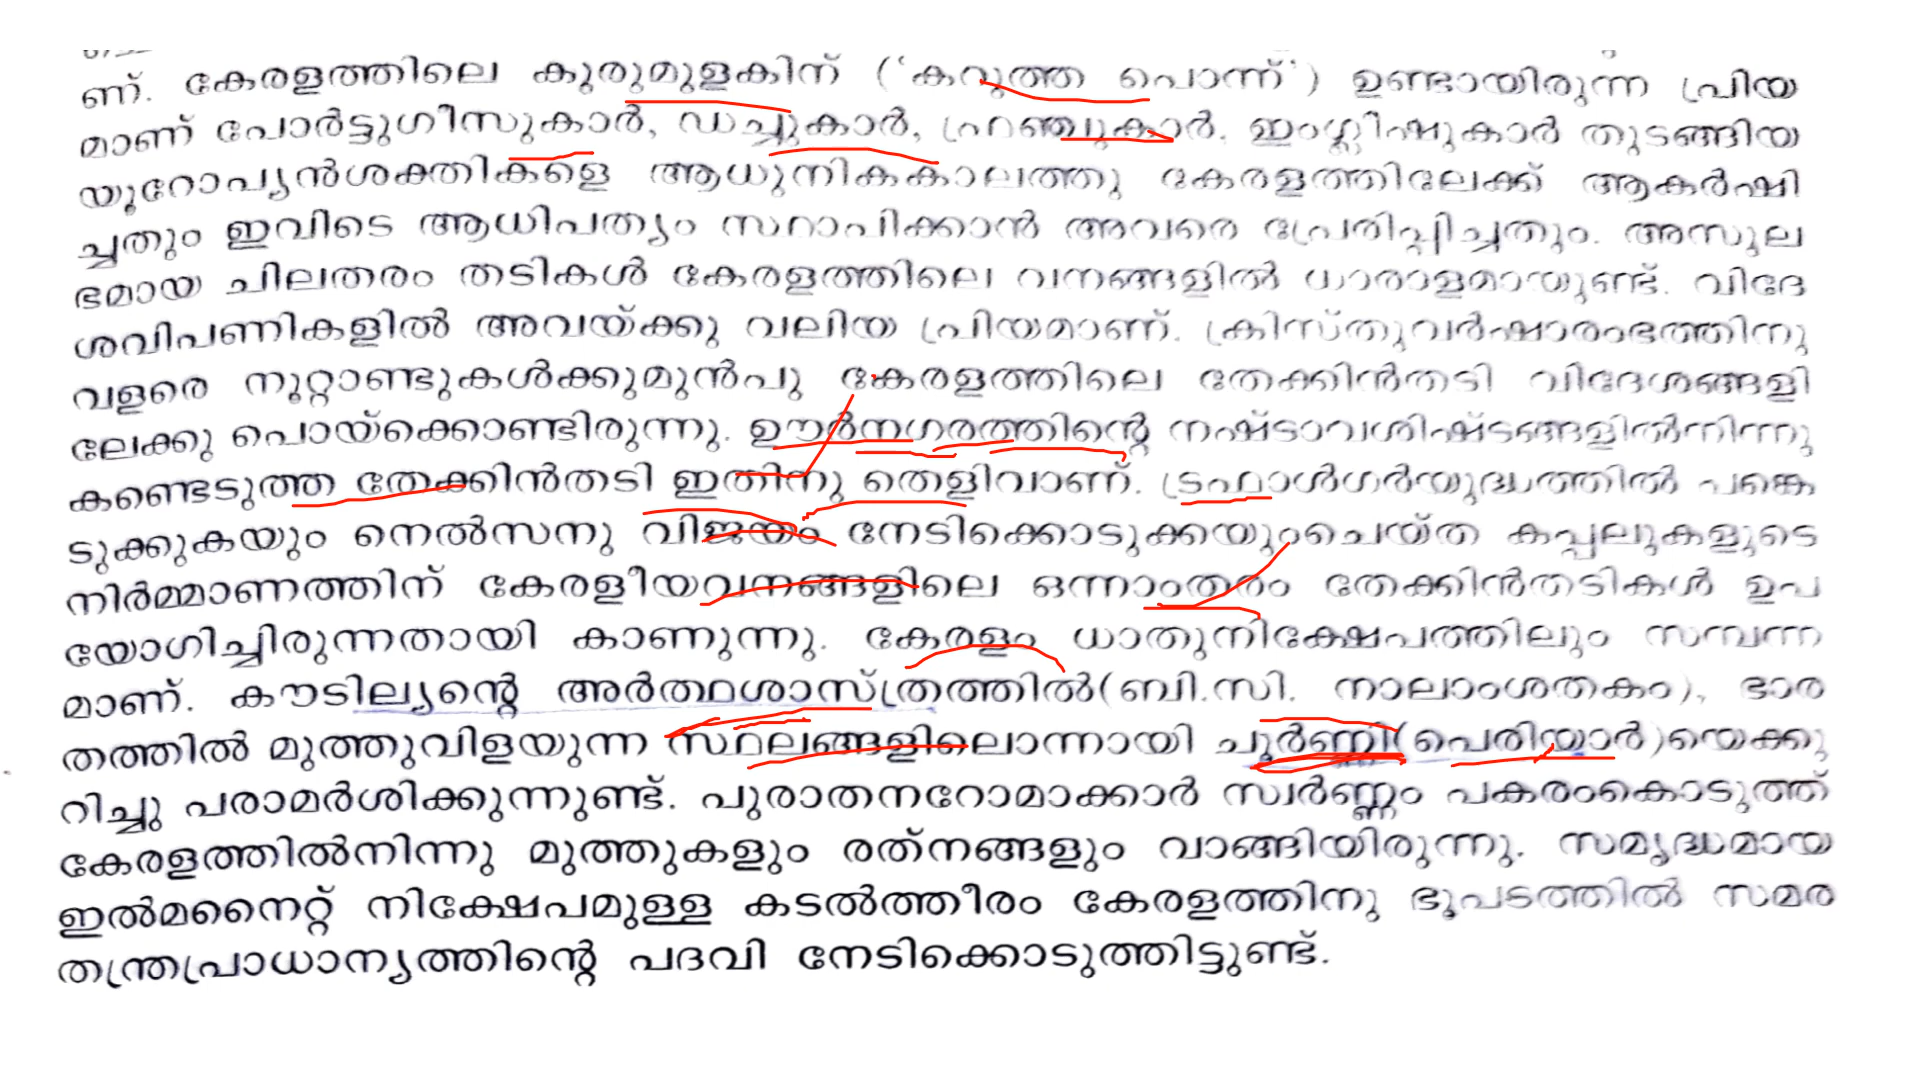 ണ്. കേരളത്തിലെ കുരുമുളകിന് ('കറുത്ത പൊന്ന്') ഉണ്ടായിരുന്ന പ്രിയ
മാണ് പോർട്ടുഗീസുകാർ, ഡച്ചുകാർ, ഫ്രഞ്ചുകാർ, ഇംഗ്ലീഷുകാർ തുടങ്ങിയ
യൂറോപ്യൻശക്തികളെ ആധുനികകാലത്തു കേരളത്തിലേക്ക് ആകർഷി
ച്ചതും ഇവിടെ ആധിപത്യം സ്ഥാപിക്കാൻ അവരെ പ്രേരിപ്പിച്ചതും. അസുല
ഭമായ ചിലതരം തടികൾ കേരളത്തിലെ വനങ്ങളിൽ ധാരാളമായുണ്ട്. വിദേ
ശവിപണികളിൽ അവയ്ക്കു വലിയ പ്രിയമാണ്. ക്രിസ്തുവർഷാരംഭത്തിനു
വളരെ നൂറ്റാണ്ടുകൾക്കുമുൻപു കേരളത്തിലെ തേക്കിൻതടി വിദേശങ്ങളി
ലേക്കു പൊയ്ക്കൊണ്ടിരുന്നു. ഊർനഗരത്തിന്റെ നഷ്ടാവശിഷ്ടങ്ങളിൽനിന്നു
കണ്ടെടുത്ത തേക്കിൻതടി ഇതിനു തെളിവാണ്. ട്രഫാൾഗർയുദ്ധത്തിൽ പങ്കെ
ടുക്കുകയും നെൽസനു വിജയം നേടിക്കൊടുക്കയുംചെയ്ത കപ്പലുകളുടെ
നിർമ്മാണത്തിന് കേരളീയവനങ്ങളിലെ ഒന്നാംതരം തേക്കിൻതടികൾ ഉപ
യോഗിച്ചിരുന്നതായി കാണുന്നു. കേരളം ധാതുനിക്ഷേപത്തിലും സമ്പന്ന
മാണ്. കൗടില്യന്റെ അർത്ഥശാസ്ത്രത്തിൽ(ബി.സി. നാലാംശതകം), ഭാര
തത്തിൽ മുത്തുവിളയുന്ന സ്ഥലങ്ങളിലൊന്നായി ചൂർണ്ണി(പെരിയാർ)യെക്കു
റിച്ചു പരാമർശിക്കുന്നുണ്ട്. പുരാതനറോമാക്കാർ സ്വർണ്ണം പകരംകൊടുത്ത്
കേരളത്തിൽനിന്നു മുത്തുകളും രത്നങ്ങളും വാങ്ങിയിരുന്നു. സമൃദ്ധമായ
ഇൽമനൈറ്റ് നിക്ഷേപമുള്ള കടൽത്തീരം കേരളത്തിനു ഭൂപടത്തിൽ സമര
തന്ത്രപ്രാധാന്യത്തിന്റെ പദവി നേടിക്കൊടുത്തിട്ടുണ്ട്.